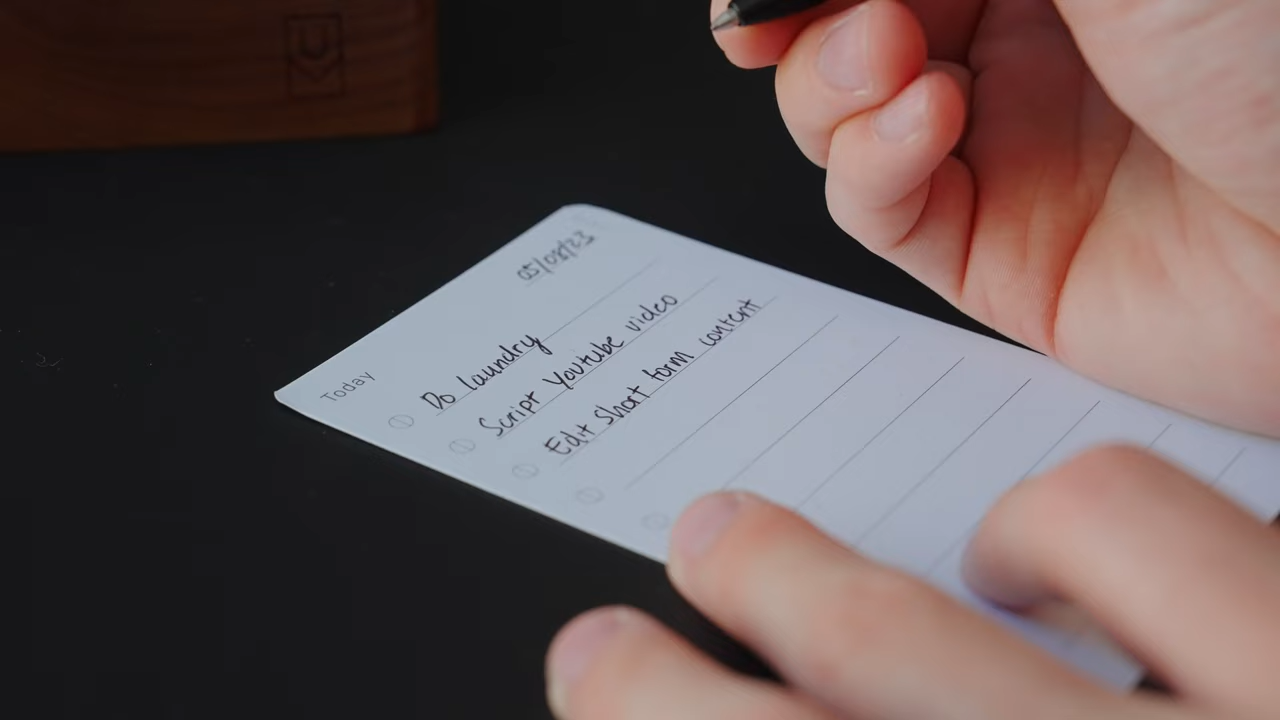 05/08/23
Today
Do laundry
Script Youtube video
Edit Short form content